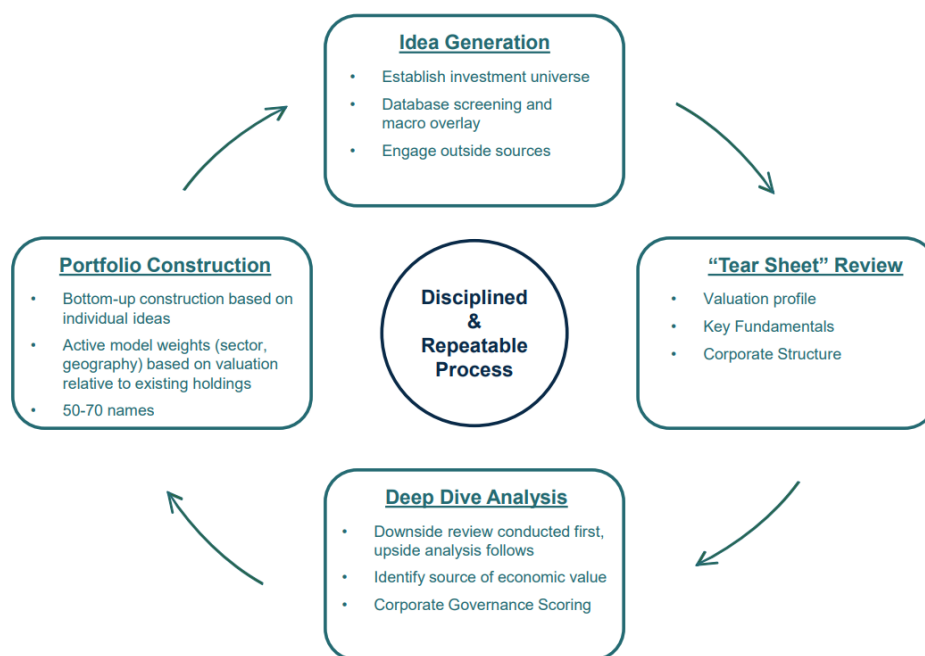 Idea Generation
• Establish investment universe
• Database screening and
macro overlay
• Engage outside sources
Portfolio Construction
• Bottom-up construction based on
individual ideas
• Active model weights (sector,
geography) based on valuation
relative to existing holdings
• 50-70 names
Disciplined
&
Repeatable
Process
“Tear Sheet” Review
• Valuation profile
• Key Fundamentals
• Corporate Structure
Deep Dive Analysis
• Downside review conducted first,
upside analysis follows
• Identify source of economic value
• Corporate Governance Scoring